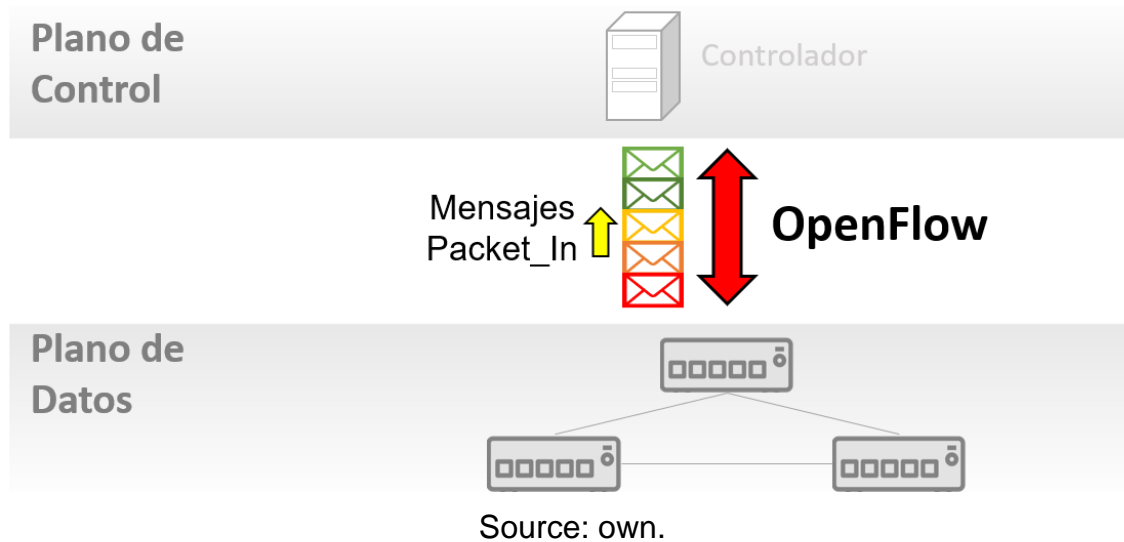 Plano de
Control
Controlador
Mensajes
Packet_In
OpenFlow
Plano de
Datos
Source: own.